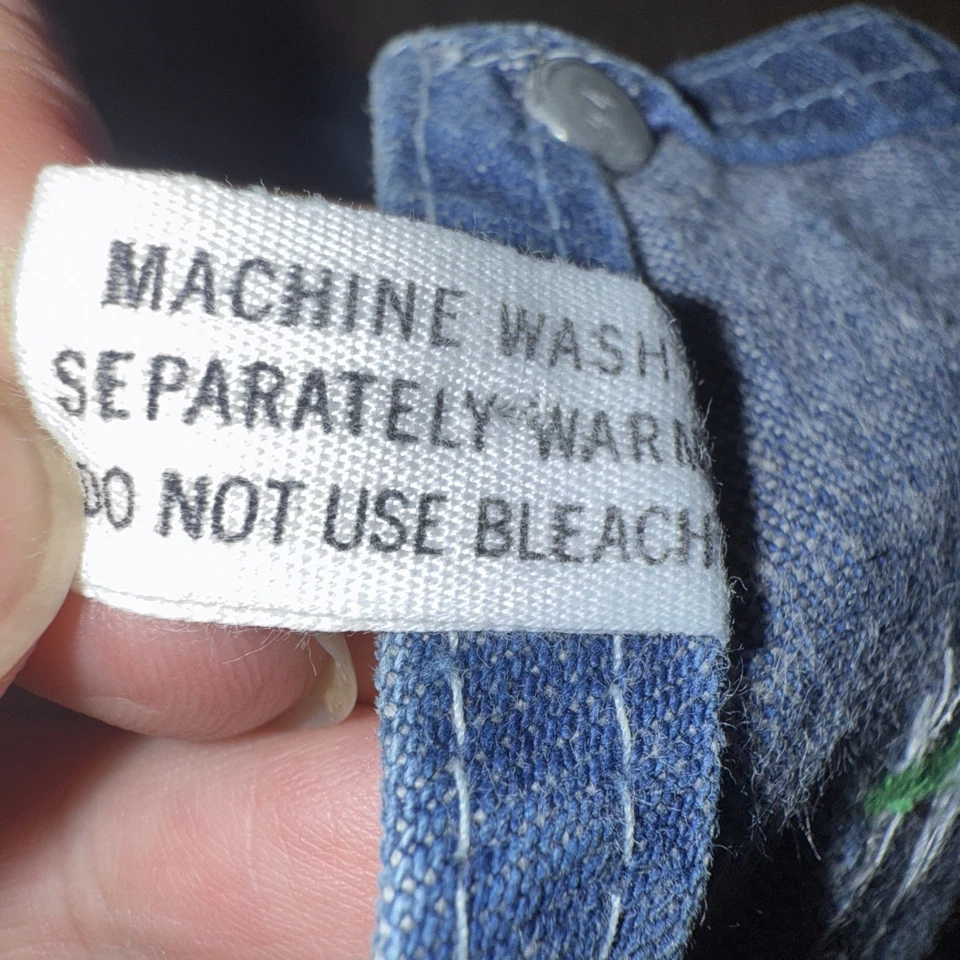 MACHINE WASH
SEPARATELY WARM
DO NOT USE BLEACH